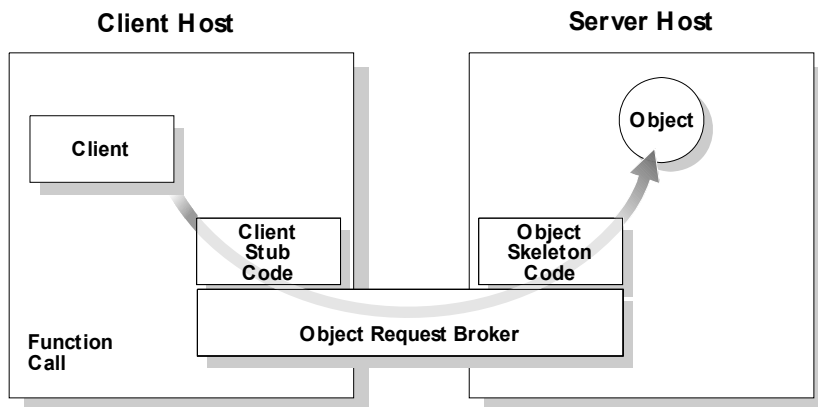 Client Host
Server Host
Client
Object
Client
Stub
Code
Object
Skeleton
Code
Object Request Broker
Function
Call